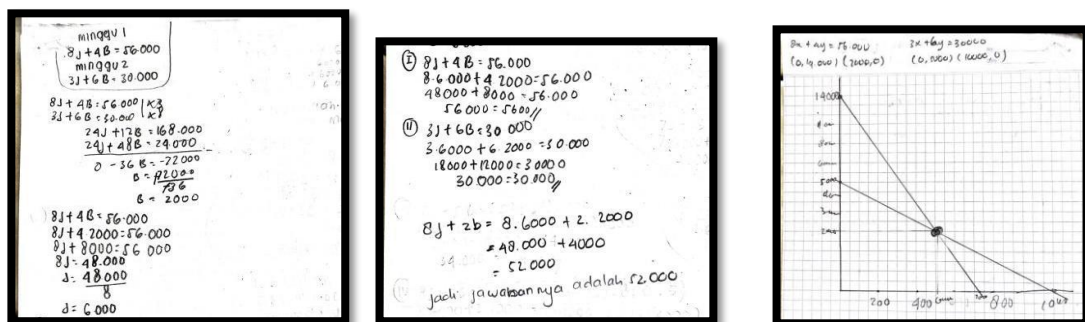 minggu 1
8J + 4B = 56.000
minggu 2
3J + 6B = 30.000
8J + 4B = 56.000 | x3
3J + 6B = 30.000 | x8
24J + 12B = 168.000
24J + 48B = 24.000
0 - 36B = -72000
B = 72000
36
B = 2000
8J + 4B = 56.000
8J + 4.2000 = 56.000
8J + 8000 = 56 000
8J = 48.000
J = 48000
8
J = 6000
I 8J + 4B = 56.000
8.6.000 + 4.2000 = 56.000
48000 + 8000 = 56.000
56000 = 5600 //
II 3J + 6B = 30 000
3.6000 + 6.2000 = 30.000
18000 + 12000 = 30000
30.000 = 30.000 //
8J + 2b = 8.6000 + 2.2000
= 48.000 + 4000
= 52.000
jadi jawabannya adalah 52.000
8x + 4y = 56.000 3x + 6y = 30000
(0, 14.000) (7000, 0) (0, 5000) (10000, 0)
14000
5000
200 400 800